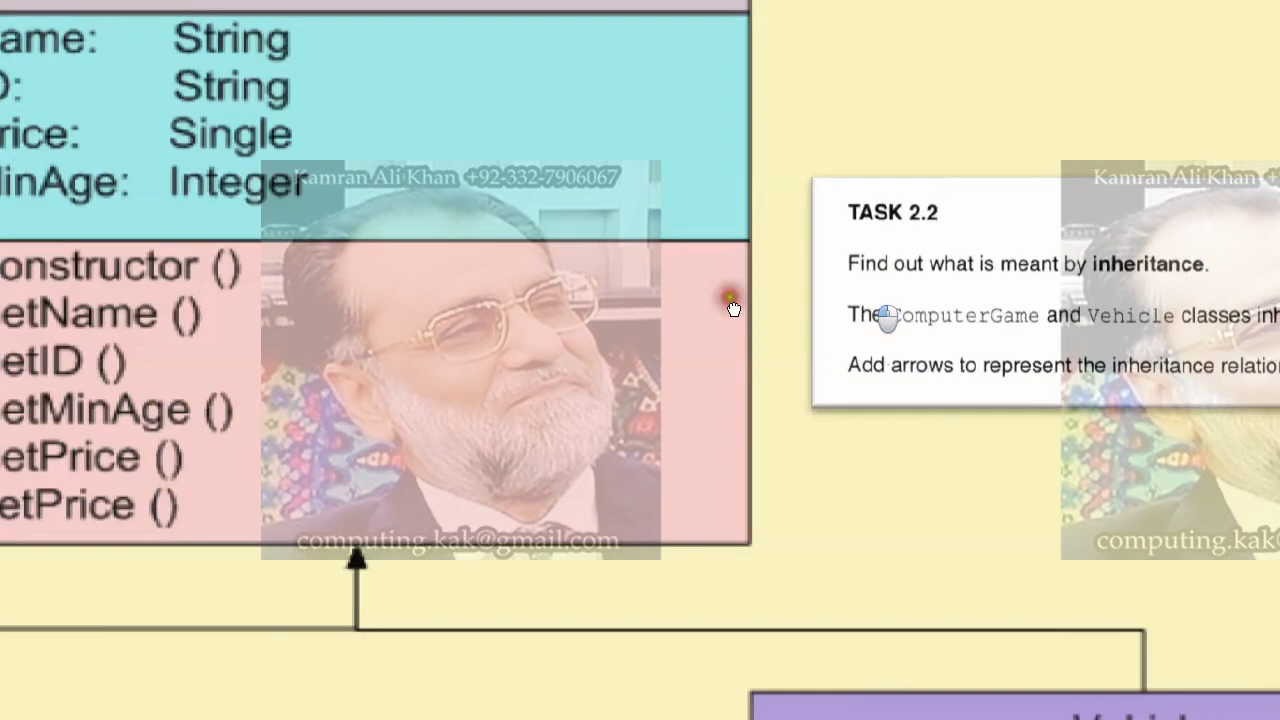 ame: String
D: String
rice: Single
inAge: Integer
onstructor ()
etName ()
etID ()
etMinAge ()
etPrice ()
etPrice ()
Kamran Ali Khan +92-332-7906067
computing.kak@gmail.com
TASK 2.2
Find out what is meant by inheritance.
The ComputerGame and Vehicle classes inh
Add arrows to represent the inheritance relatio
Kamran Ali Khan +
computing.kak